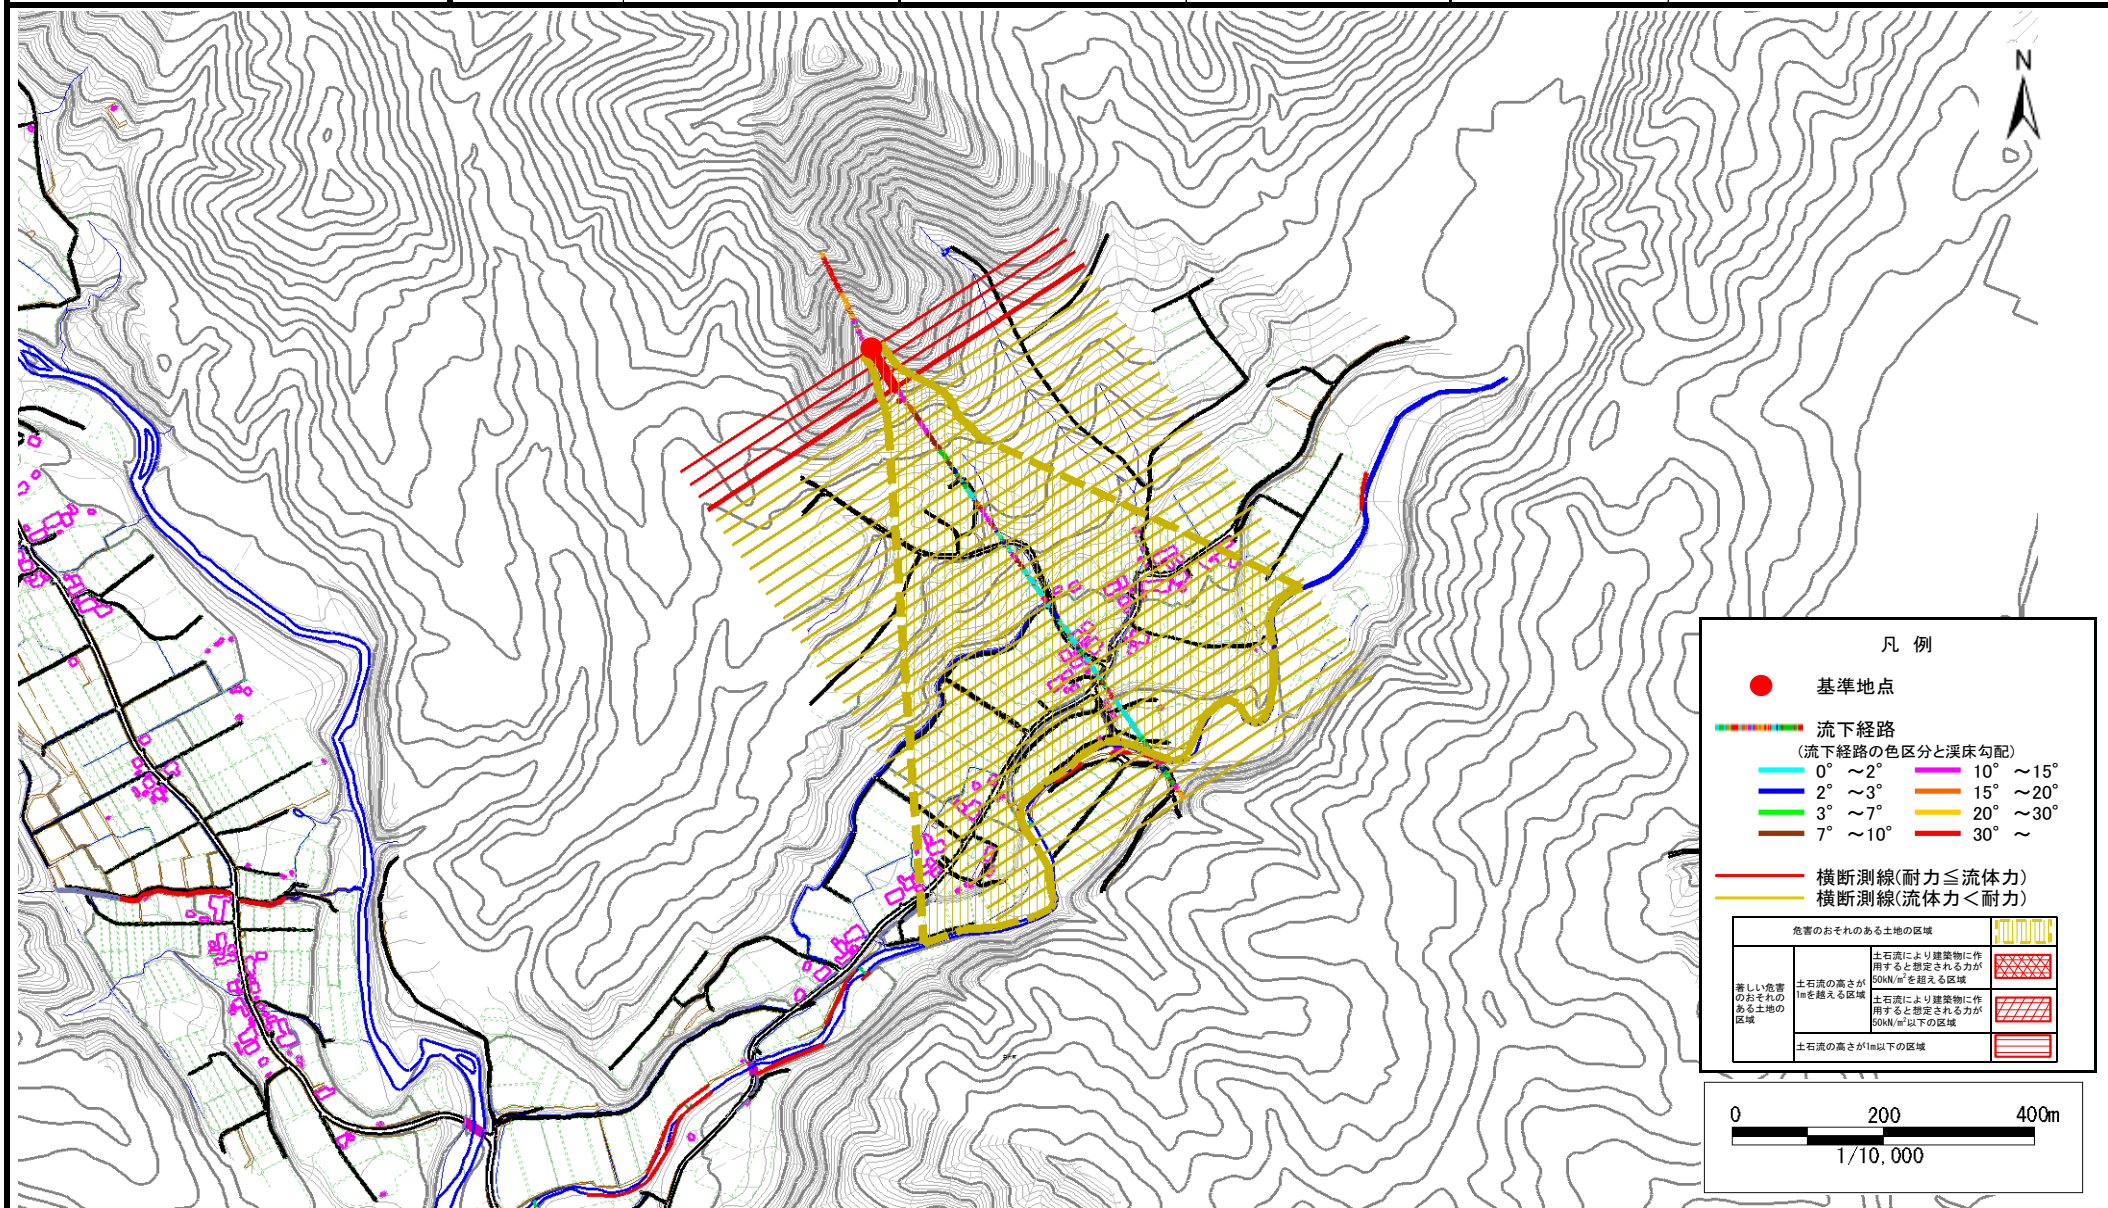 N
凡 例
基準地点
流下経路
(流下経路の色区分と渓床勾配)
0° ～2° 10° ～15°
2° ～3° 15° ～20°
3° ～7° 20° ～30°
7° ～10° 30° ～
横断測線(耐力≦流体力)
横断測線(流体力＜耐力)
危害のおそれのある土地の区域
著しい危害
のおそれの
ある土地の
区域
土石流の高さが
1mを越える区域
土石流により建築物に作
用すると想定される力が
50kN/m²を超える区域
土石流により建築物に作
用すると想定される力が
50kN/m²以下の区域
土石流の高さが1m以下の区域
0 200 400m
1/10,000